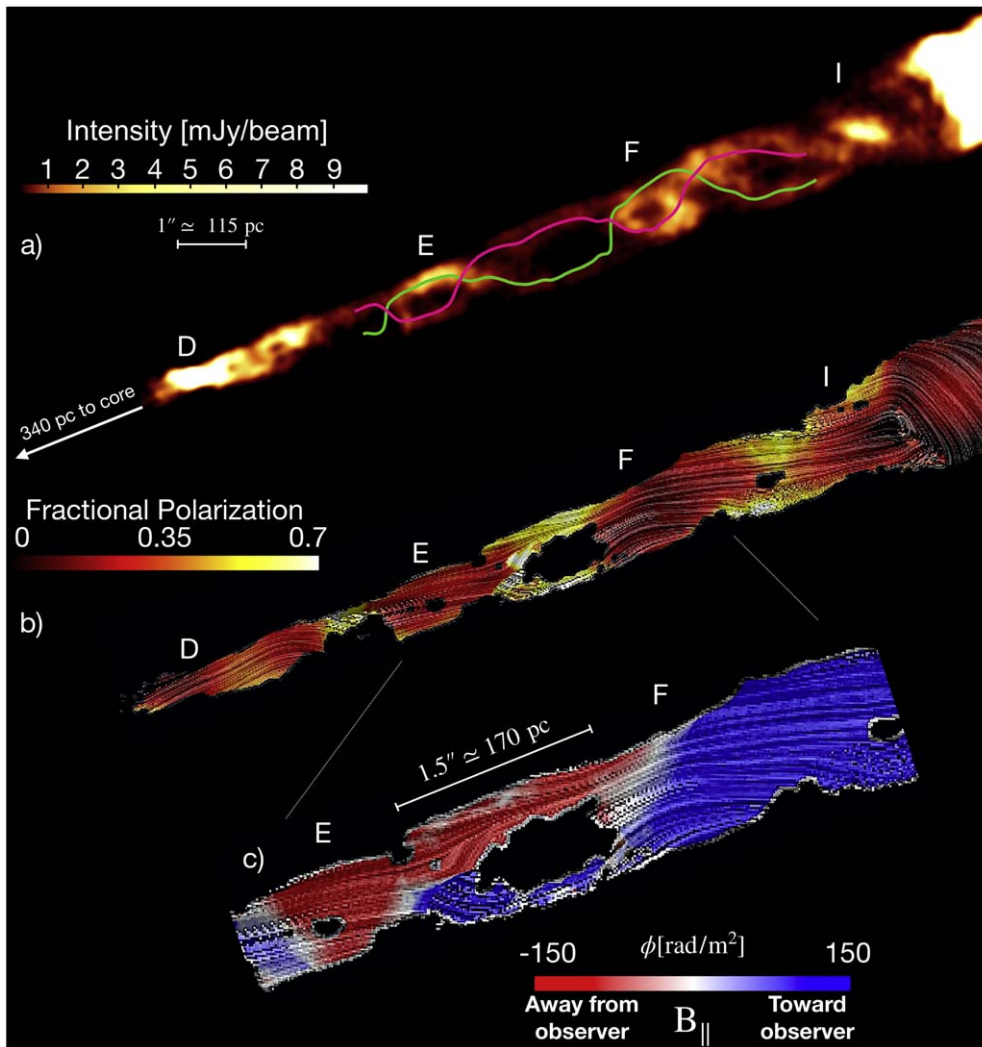 I
Intensity [mJy/beam]
1 2 3 4 5 6 7 8 9
F
1″ ≃ 115 pc
a)
E
D
340 pc to core
I
F
Fractional Polarization
0 0.35 0.7
E
b)
D
F
1.5″ ≃ 170 pc
E
c)
-150 ϕ[rad/m²] 150
Away from observer B∥ Toward observer